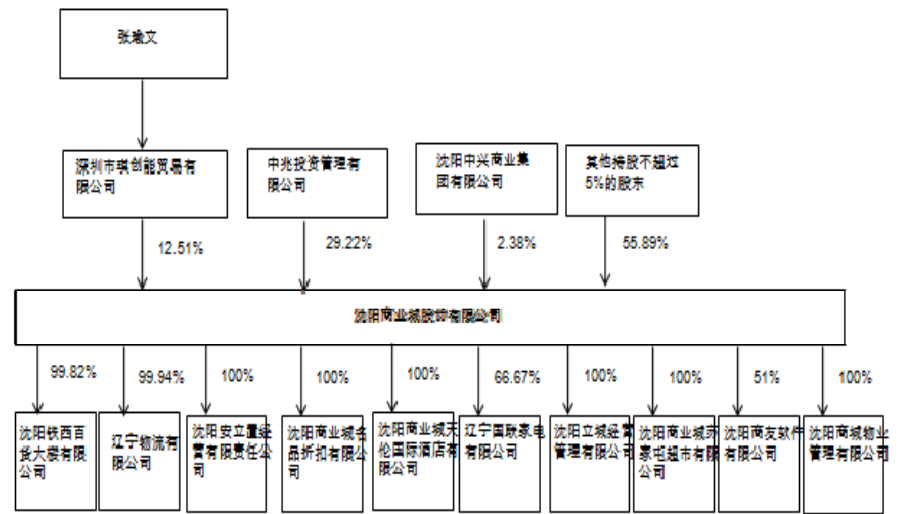 张瑜文
深圳市琪创能贸易有
限公司
中兆投资管理有
限公司
沈阳中兴商业集
团有限公司
其他持股不超过
5%的股东
12.51%
29.22%
2.38%
55.89%
沈阳商业城股份有限公司
99.82%
99.94%
100%
100%
100%
66.67%
100%
100%
51%
100%
沈阳铁西百
货大楼有限
公司
辽宁物流有
限公司
沈阳安立置经
营有限责任公
司
沈阳商业城名
品折扣有限公
司
沈阳商业城天
伦国际酒店有
限公司
辽宁国联家电
有限公司
沈阳立城经营
管理有限公司
沈阳商业城苏
家屯超市有限
公司
沈阳商友软件
有限公司
沈阳商城物业
管理有限公司